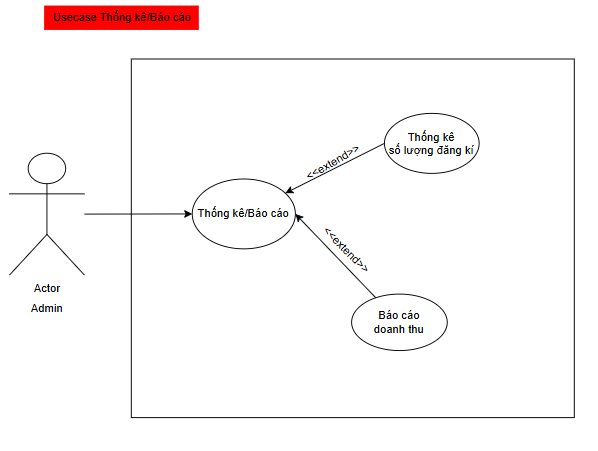 Usecase Thống kê/Báo cáo
Thống kê
số lượng đăng kí
<<extend>>
Thống kê/Báo cáo
<<extend>>
Actor
Admin
Báo cáo
doanh thu